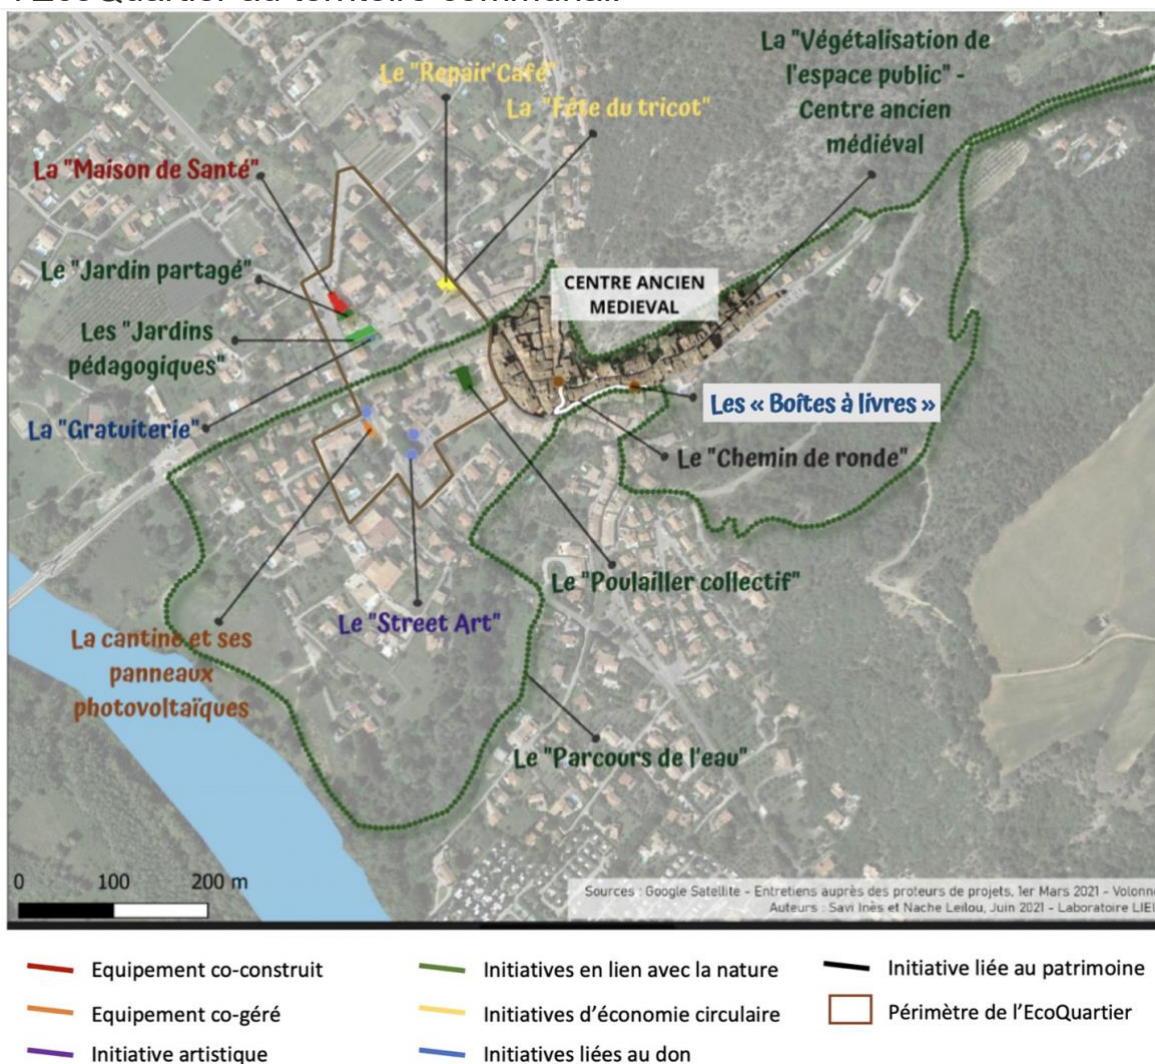 l'EcoQuartier au territoire communal.
Le "Repair'Café"
La "Fête du tricot"
La "Végétalisation de
l'espace public" -
Centre ancien
médiéval
La "Maison de Santé"
Le "Jardin partagé"
CENTRE ANCIEN
MEDIEVAL
Les "Jardins
pédagogiques"
Les « Boîtes à livres »
La "Gratuiterie"
Le "Chemin de ronde"
Le "Poulailler collectif"
Le "Street Art"
La cantine et ses
panneaux
photovoltaïques
Le "Parcours de l'eau"
0 100 200 m
Sources : Google Satellite - Entretiens auprès des proteurs de projets, 1er Mars 2021 - Volonne
Auteurs : Savi Inès et Nache Leilou, Juin 2021 - Laboratoire
Equipement co-construit
Initiatives en lien avec la nature
Initiative liée au patrimoine
Equipement co-géré
Initiatives d'économie circulaire
Périmètre de l'EcoQuartier
Initiative artistique
Initiatives liées au don